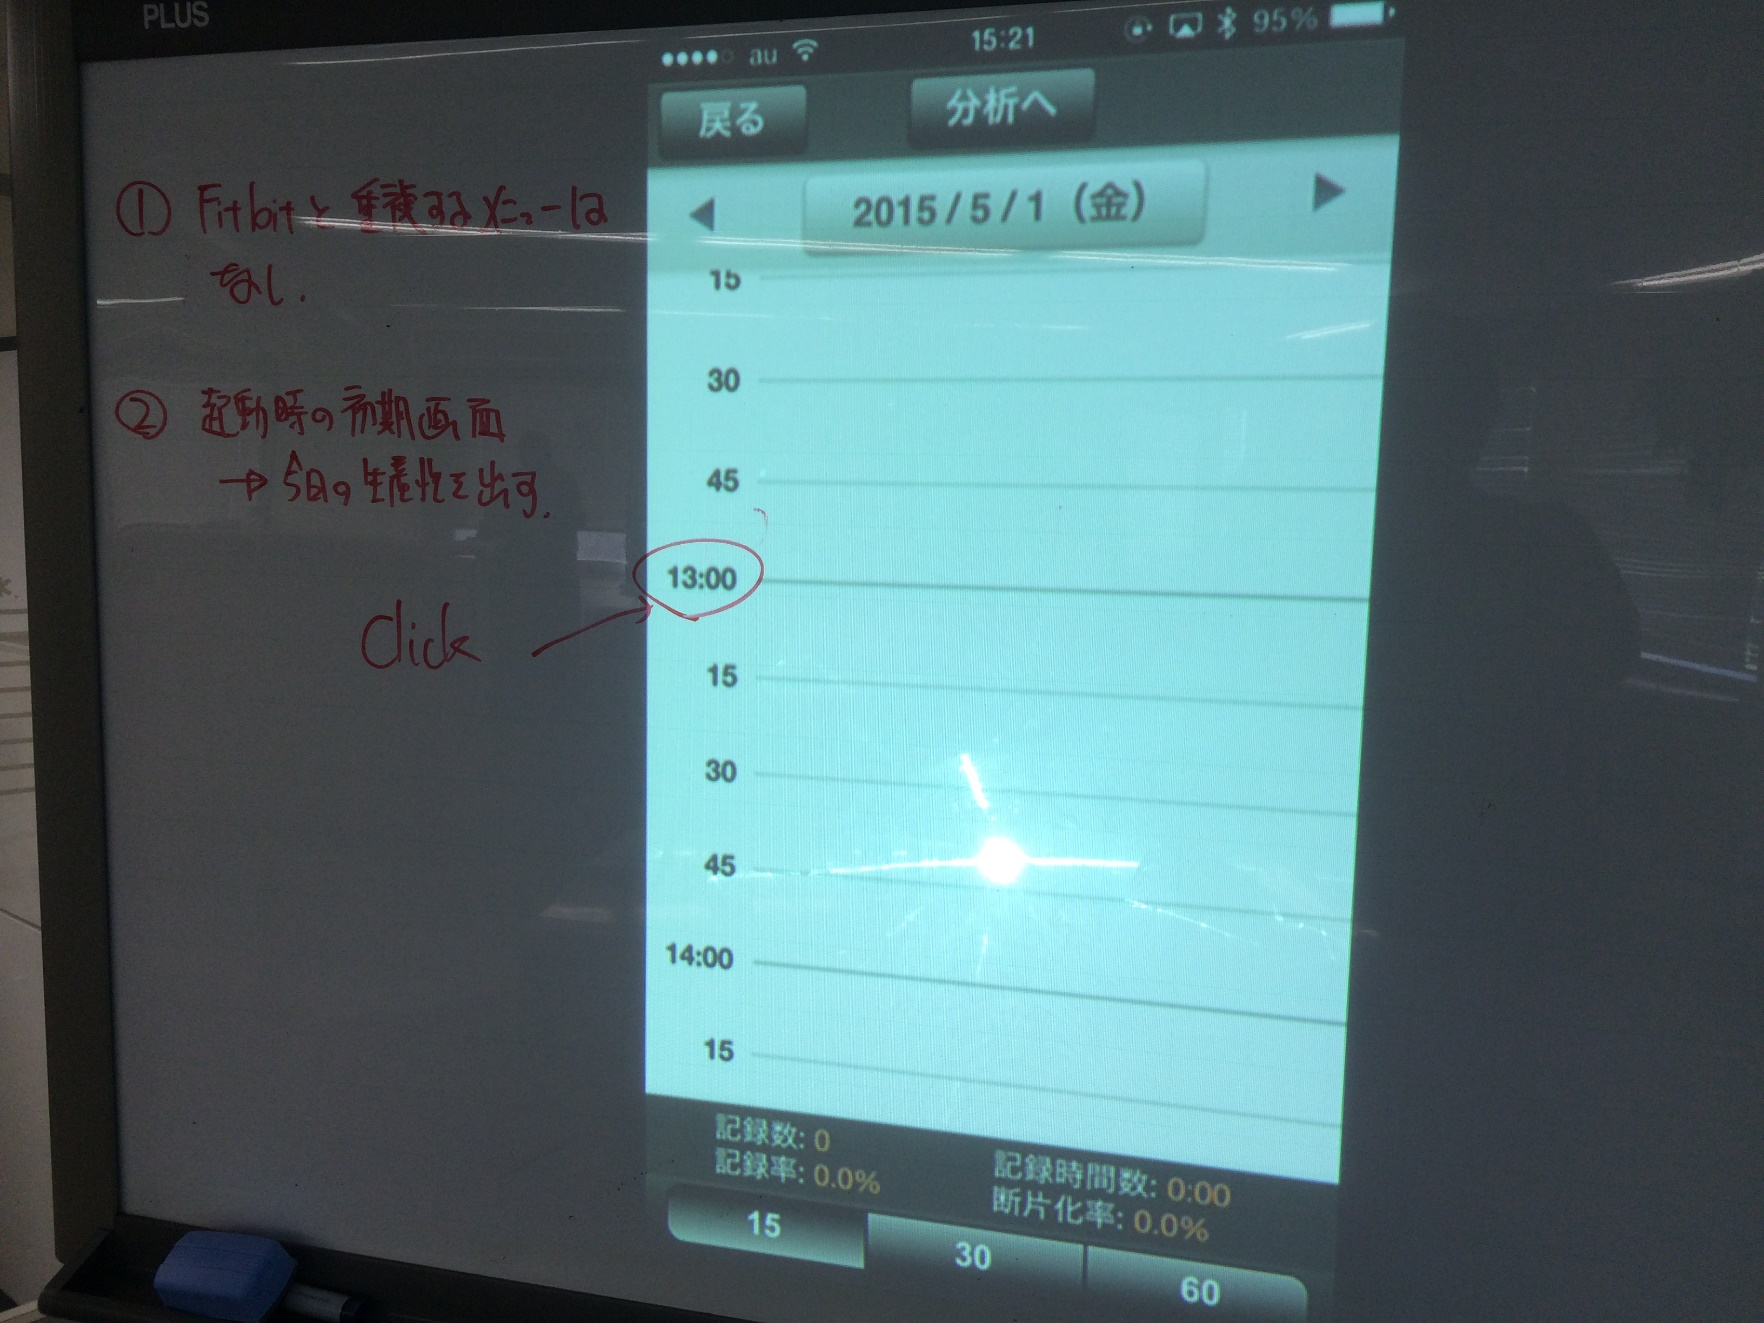 PLUS
au 15:21 95%
戻る 分析へ
2015/5/1（金）
① Fitbitと重複するメニューは
なし.
② 起動時の初期画面
→ 今日の生産性を出す.
Click
15
30
45
13:00
15
30
45
14:00
15
記録数: 0
記録率: 0.0%
記録時間数: 0:00
断片化率: 0.0%
15 30 60